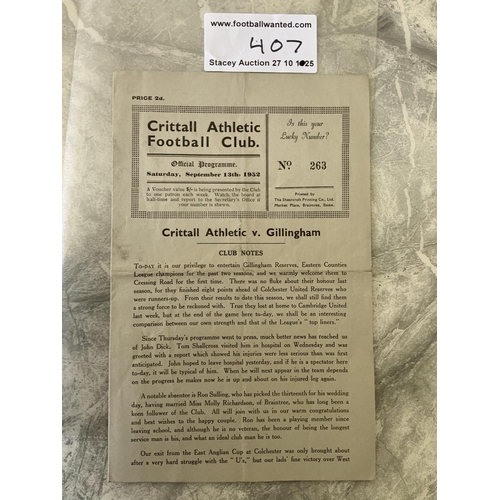 www.footballwanted.com
407
Stacey Auction 27 10 1025
PRICE 2d.
Crittall Athletic
Football Club.
Official Programme.
Saturday, September 13th. 1952
A Voucher value 5/- is being presented by the Club
to one patron each week. Watch, the board at
half-time and report to the Secretary's Office if
your number is shewn.
Is this your
Lucky Number?
No 263
Printed by
The Shearcroft Printing Co., Ltd.
Market Place, Braintree, Essex.
Crittall Athletic v. Gillingham
CLUB NOTES
TO-DAY it is our privilege to entertain Gillingham Reserves, Eastern Counties
League champions for the past two seasons, and we warmly welcome them to
Cressing Road for the first time. There was no fluke about their honour last
season, for they finished eight points ahead of Colchester United Reserves who
were runners-up. From their results to date this season, we shall still find them
a strong force to be reckoned with. True they lost at home to Cambridge United
last week, but at the end of the game here to-day, we shall be an interesting
comparison between our own strength and that of the League's " top liners."
Since Thursday's programme went to press, much better news has reached us
of John Dick. Tom Shallcross visited him in hospital on Wednesday and was
greeted with a report which showed his injuries were less serious than was first
anticipated. John hoped to leave hospital yesterday, and if he is a spectator here
to-day, it will be typical of him. When he will next appear in the team depends
on the progress he makes now he is up and about on his injured leg again.
A notable absentee is Ron Sulling, who has picked the thirteenth for his wedding
day, having married Miss Molly Richardson, of Braintree, who has long been a
keen follower of the Club. All will join with us in our warm congratulations
and best wishes to the happy couple. Ron has been a playing member since
leaving school, and although he is no veteran, the honour of being the longest
service man is his, and what an ideal club man he is too.
Our exit from the East Anglian Cup at Colchester was only brought about
after a very hard struggle with the " U's," but our lads' fine victory over West